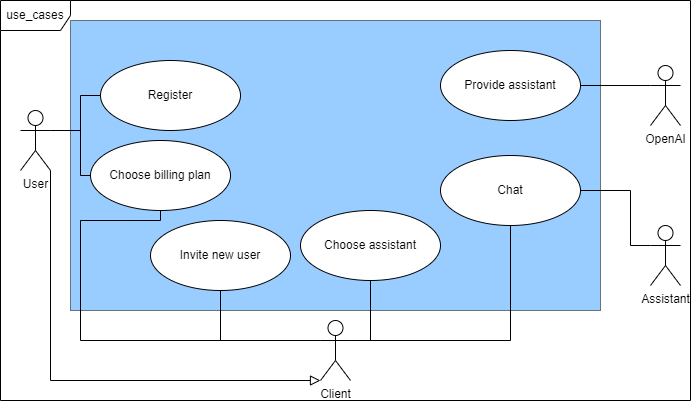 use_cases
Register
Provide assistant
OpenAI
User
Choose billing plan
Chat
Invite new user
Choose assistant
Assistant
Client